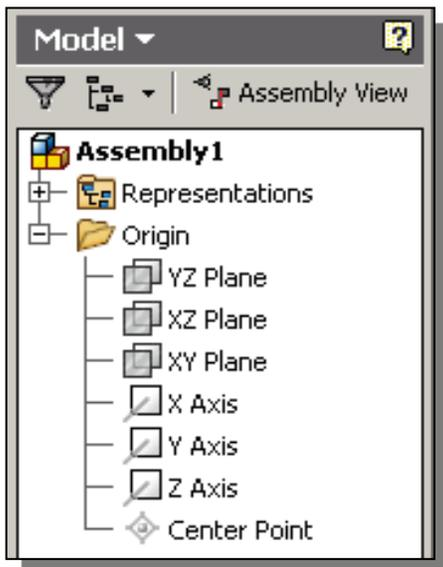 Model
Assembly View
Assembly1
Representations
Origin
YZ Plane
XZ Plane
XY Plane
X Axis
Y Axis
Z Axis
Center Point